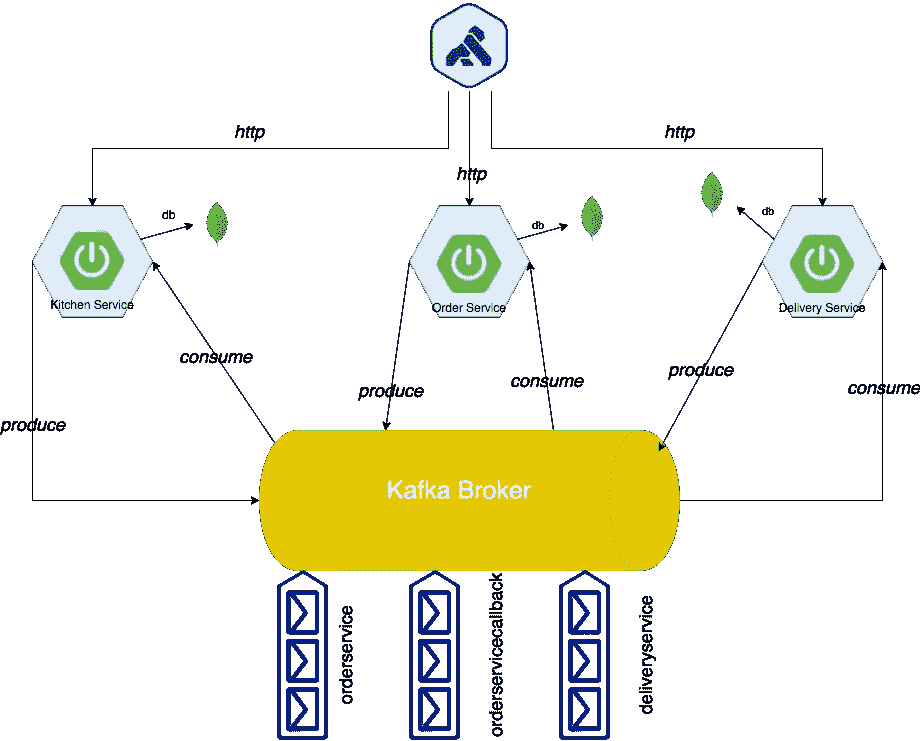 http
http
http
db
db
db
Kitchen Service
Order Service
Delivery Service
consume
produce
consume
produce
consume
produce
Kafka Broker
orderservice
orderservicecallback
deliveryservice